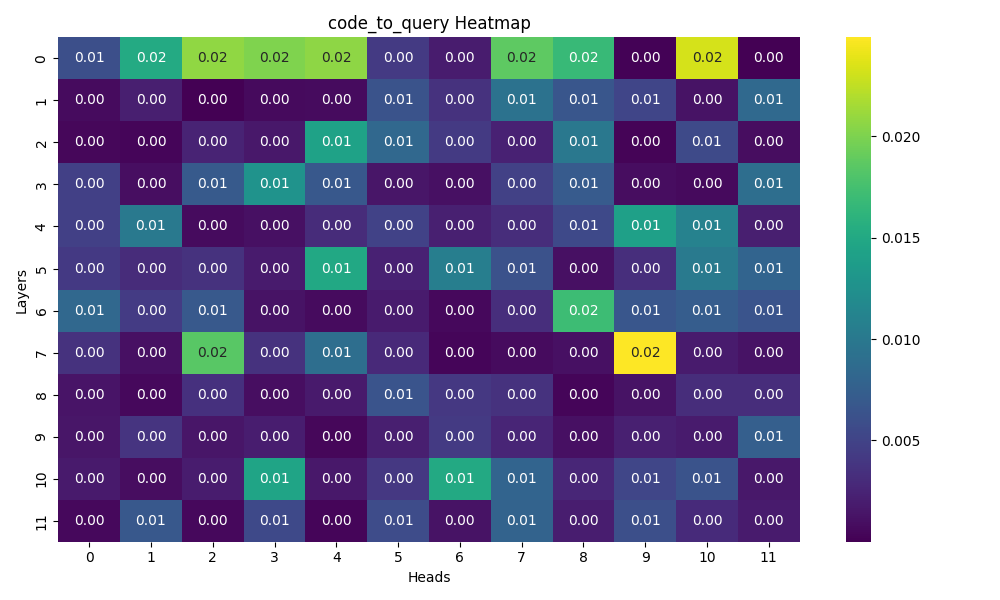 code_to_query Heatmap
0 0.01 0.02 0.02 0.02 0.02 0.00 0.00 0.02 0.02 0.00 0.02 0.00
1 0.00 0.00 0.00 0.00 0.00 0.01 0.00 0.01 0.01 0.01 0.00 0.01
2 0.00 0.00 0.00 0.00 0.01 0.01 0.00 0.00 0.01 0.00 0.01 0.00
3 0.00 0.00 0.01 0.01 0.01 0.00 0.00 0.00 0.01 0.00 0.00 0.01
4 0.00 0.01 0.00 0.00 0.00 0.00 0.00 0.00 0.01 0.01 0.01 0.00
5 0.00 0.00 0.00 0.00 0.01 0.00 0.01 0.01 0.00 0.00 0.01 0.01
6 0.01 0.00 0.01 0.00 0.00 0.00 0.00 0.00 0.02 0.01 0.01 0.01
7 0.00 0.00 0.02 0.00 0.01 0.00 0.00 0.00 0.00 0.02 0.00 0.00
8 0.00 0.00 0.00 0.00 0.00 0.01 0.00 0.00 0.00 0.00 0.00 0.00
9 0.00 0.00 0.00 0.00 0.00 0.00 0.00 0.00 0.00 0.00 0.00 0.01
10 0.00 0.00 0.00 0.01 0.00 0.00 0.01 0.01 0.00 0.01 0.01 0.00
11 0.00 0.01 0.00 0.01 0.00 0.01 0.00 0.01 0.00 0.01 0.00 0.00
0 1 2 3 4 5 6 7 8 9 10 11
Heads
Layers
0.020
0.015
0.010
0.005